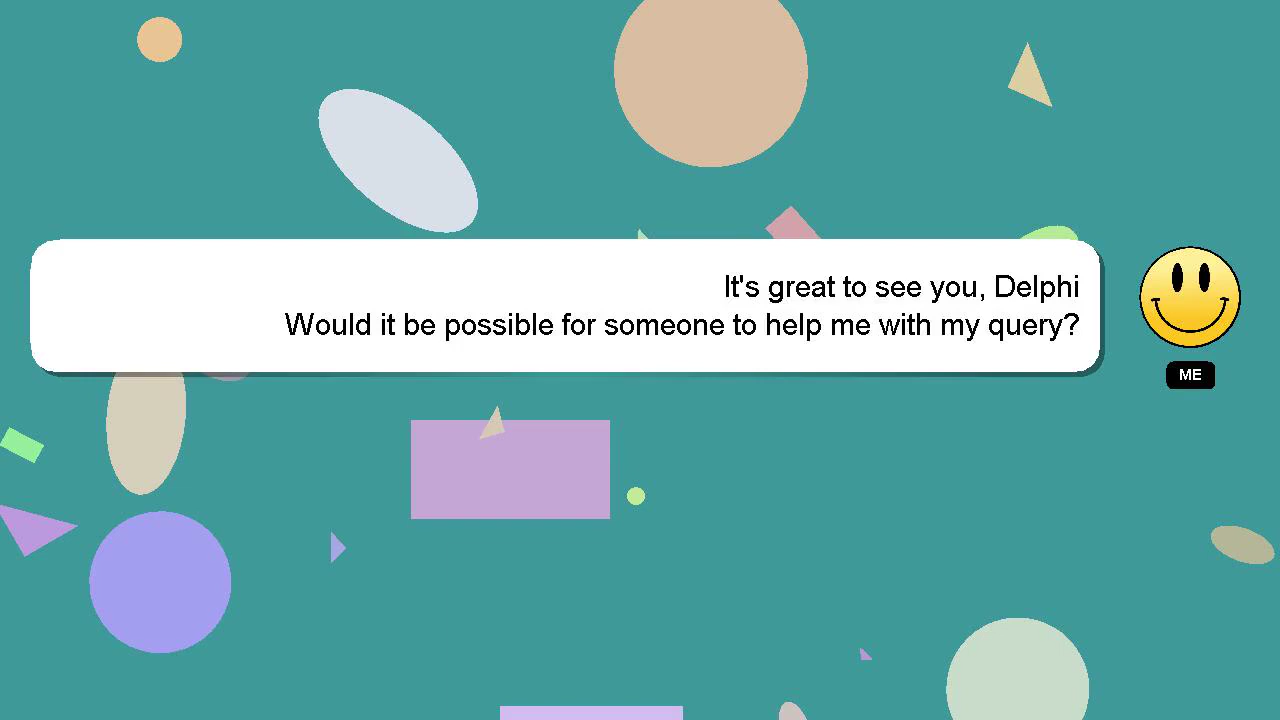 It's great to see you, Delphi
Would it be possible for someone to help me with my query?
ME